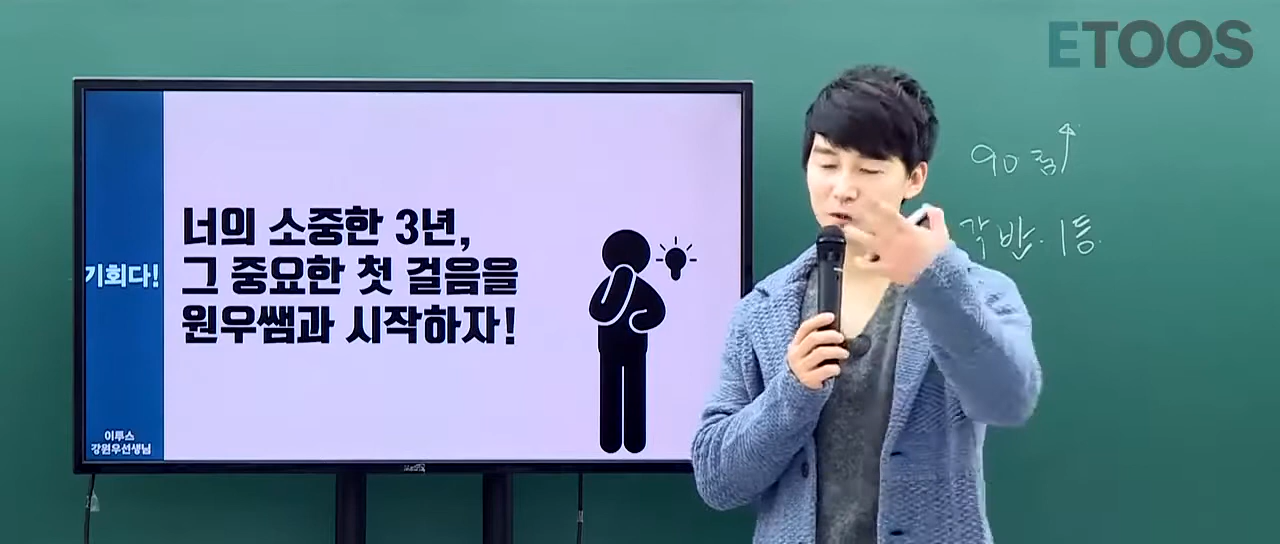 ETOOS
기회다!
너의 소중한 3년,
그 중요한 첫 걸음을
원우쌤과 시작하자!
이투스
강원우선생님
90점↑
각 반. 1등.